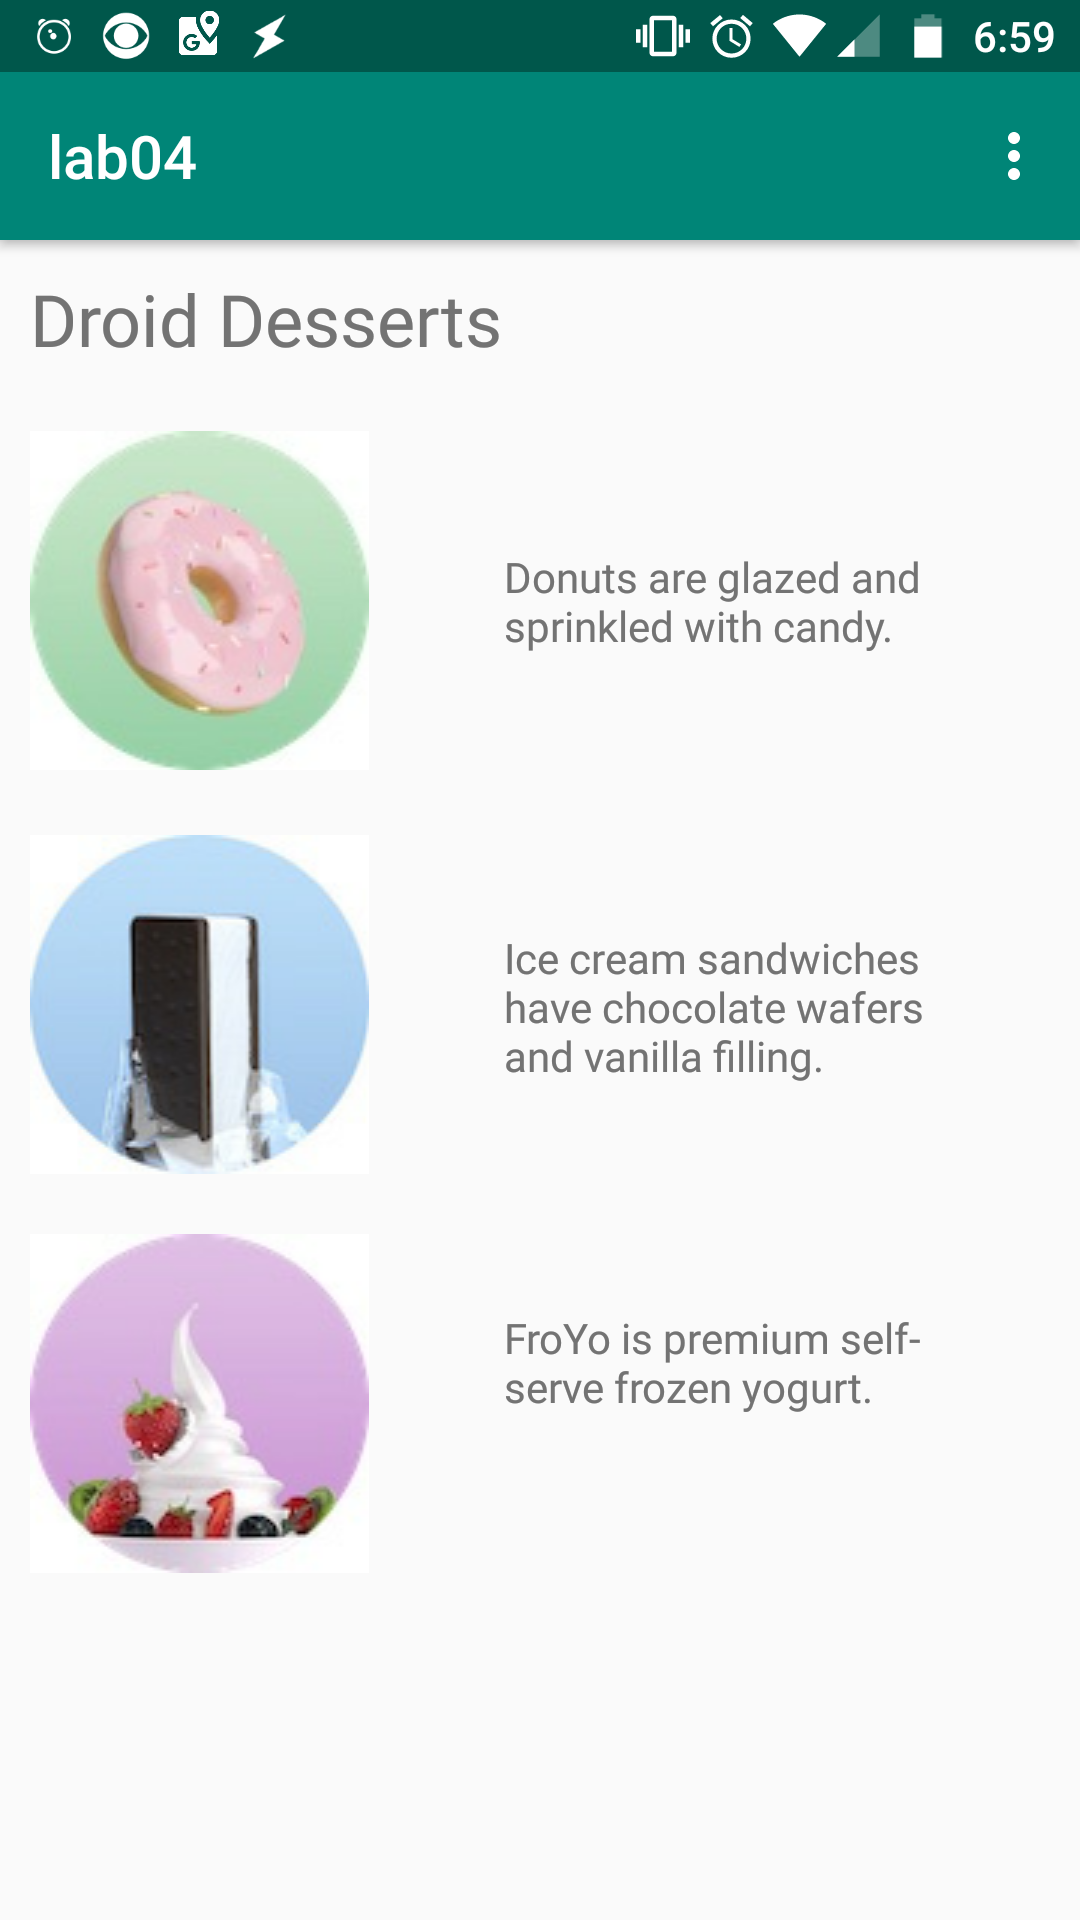 6:59
lab04
Droid Desserts
Donuts are glazed and
sprinkled with candy.
Ice cream sandwiches
have chocolate wafers
and vanilla filling.
FroYo is premium self-
serve frozen yogurt.